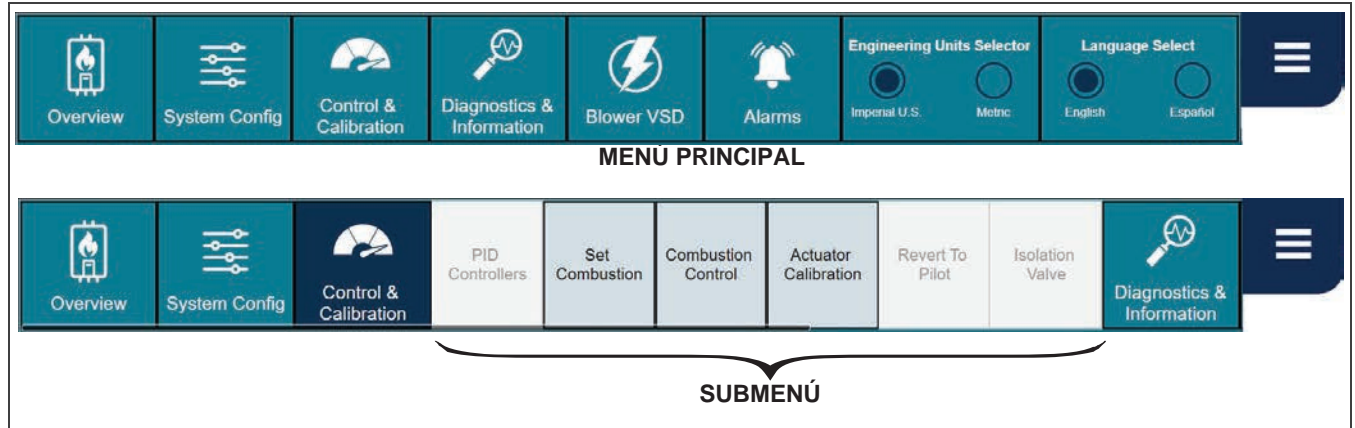 Overview
System Config
Control &
Calibration
Diagnostics &
Information
Blower VSD
Alarms
Engineering Units Selector
Imperial U.S.
Metric
Language Select
English
Español
MENÚ PRINCIPAL
Overview
System Config
Control &
Calibration
PID
Controllers
Set
Combustion
Combustion
Control
Actuator
Calibration
Revert To
Pilot
Isolation
Valve
Diagnostics &
Information
SUBMENÚ